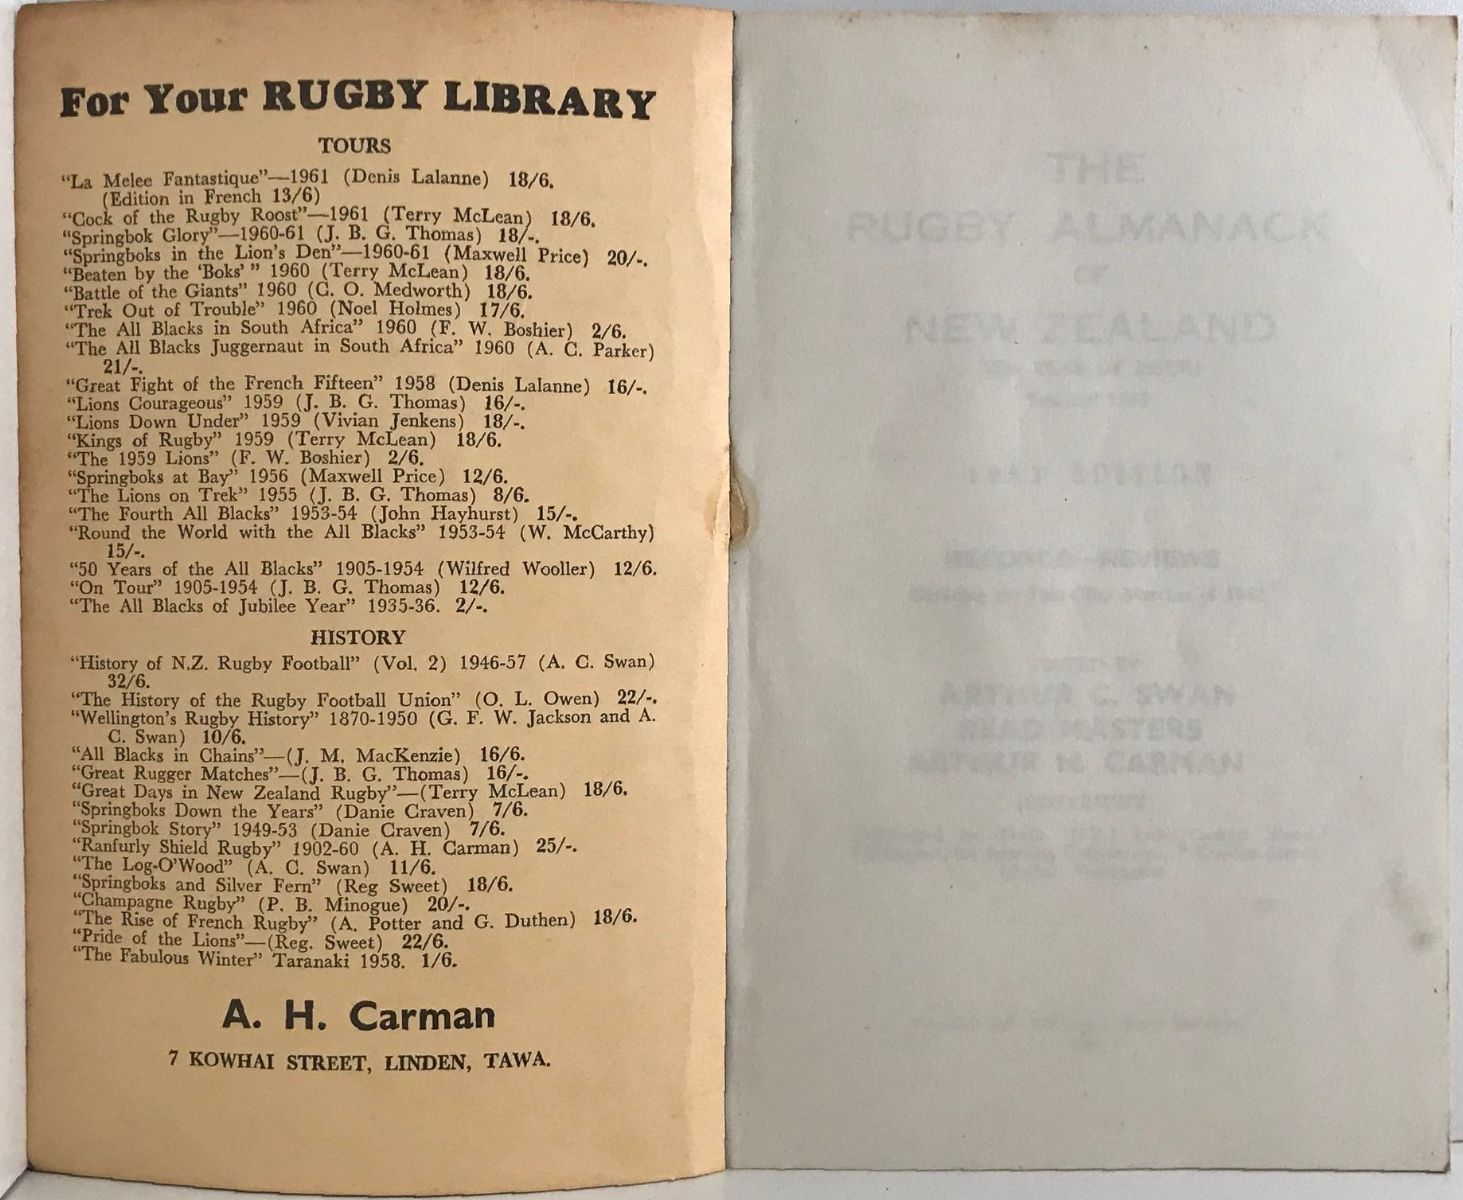 For Your RUGBY LIBRARY
TOURS
“La Melee Fantastique”—1961 (Denis Lalanne) 18/6.
(Edition in French 13/6)
“Cock of the Rugby Roost”—1961 (Terry McLean) 18/6.
“Springbok Glory”—1960-61 (J. B. G. Thomas) 18/-.
“Springboks in the Lion's Den”—1960-61 (Maxwell Price) 20/-.
“Beaten by the ‘Boks’ ” 1960 (Terry McLean) 18/6.
“Battle of the Giants” 1960 (C. O. Medworth) 18/6.
“Trek Out of Trouble” 1960 (Noel Holmes) 17/6.
“The All Blacks in South Africa” 1960 (F. W. Boshier) 2/6.
“The All Blacks Juggernaut in South Africa” 1960 (A. C. Parker)
21/-.
“Great Fight of the French Fifteen” 1958 (Denis Lalanne) 16/-.
“Lions Courageous” 1959 (J. B. G. Thomas) 16/-.
“Lions Down Under” 1959 (Vivian Jenkens) 18/-.
“Kings of Rugby” 1959 (Terry McLean) 18/6.
“The 1959 Lions” (F. W. Boshier) 2/6.
“Springboks at Bay” 1956 (Maxwell Price) 12/6.
“The Lions on Trek” 1955 (J. B. G. Thomas) 8/6.
“The Fourth All Blacks” 1953-54 (John Hayhurst) 15/-.
“Round the World with the All Blacks” 1953-54 (W. McCarthy)
15/-.
“50 Years of the All Blacks” 1905-1954 (Wilfred Wooller) 12/6.
“On Tour” 1905-1954 (J. B. G. Thomas) 12/6.
“The All Blacks of Jubilee Year” 1935-36. 2/-.
HISTORY
“History of N.Z. Rugby Football” (Vol. 2) 1946-57 (A. C. Swan)
32/6.
“The History of the Rugby Football Union” (O. L. Owen) 22/-.
“Wellington's Rugby History” 1870-1950 (G. F. W. Jackson and A.
C. Swan) 10/6.
“All Blacks in Chains”—(J. M. MacKenzie) 16/6.
“Great Rugger Matches”—(J. B. G. Thomas) 16/-.
“Great Days in New Zealand Rugby”—(Terry McLean) 18/6.
“Springboks Down the Years” (Danie Craven) 7/6.
“Springbok Story” 1949-53 (Danie Craven) 7/6.
“Ranfurly Shield Rugby” 1902-60 (A. H. Carman) 25/-.
“The Log-O'Wood” (A. C. Swan) 11/6.
“Springboks and Silver Fern” (Reg Sweet) 18/6.
“Champagne Rugby” (P. B. Minogue) 20/-.
“The Rise of French Rugby” (A. Potter and G. Duthen) 18/6.
“Pride of the Lions”—(Reg. Sweet) 22/6.
“The Fabulous Winter” Taranaki 1958. 1/6.
A. H. Carman
7 KOWHAI STREET, LINDEN, TAWA.
THE
RUGBY ALMANACK
OF
NEW ZEALAND
RECORDS REVIEWS
ARTHUR C. SWAN
READ MASTERS
ARTHUR H. CARMAN